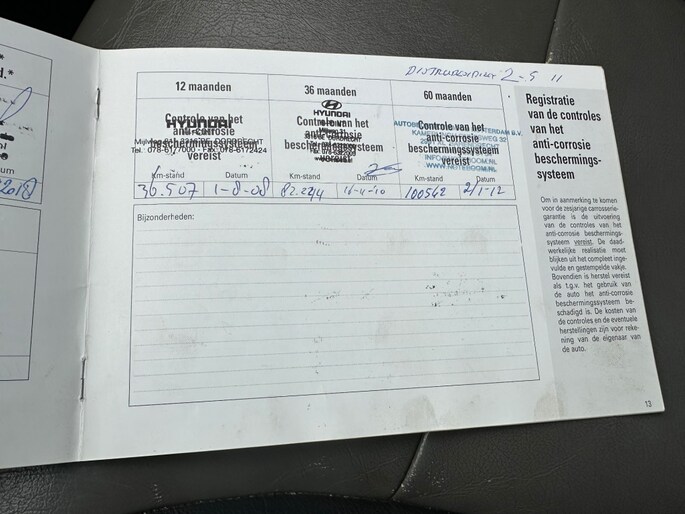 d.*
tum
2018
2-5 11
12 maanden
36 maanden
60 maanden
Controle van het
anti-corrosie
beschermingssysteem
vereist
HYUNDAI
Tel.: 078-6177000 - Fax: 078-6172424
Km-stand
Datum
36.507
1-8-08
Controle van het
anti-corrosie
beschermingssysteem
vereist
HYUNDAI
Km-stand
Datum
82.224
Controle van het
anti-corrosie
beschermingssysteem
vereist
Km-stand
Datum
100562
2/1-12
Bijzonderheden:
Registratie
van de controles
van het
anti-corrosie
beschermings-
systeem
Om in aanmerking te komen
voor de zesjarige carrosserie-
garantie is de uitvoering
van de controles van het
anti-corrosie beschermings-
systeem vereist. De daad-
werkelijke realisatie moet
blijken uit het compleet inge-
vulde en gestempelde vakje.
Bovendien is herstel vereist
als t.g.v. het gebruik van
de auto het anti-corrosie
beschermingssysteem be-
schadigd is. De kosten van
de controles en de eventuele
herstellingen zijn voor reke-
ning van de eigenaar van
de auto.
13